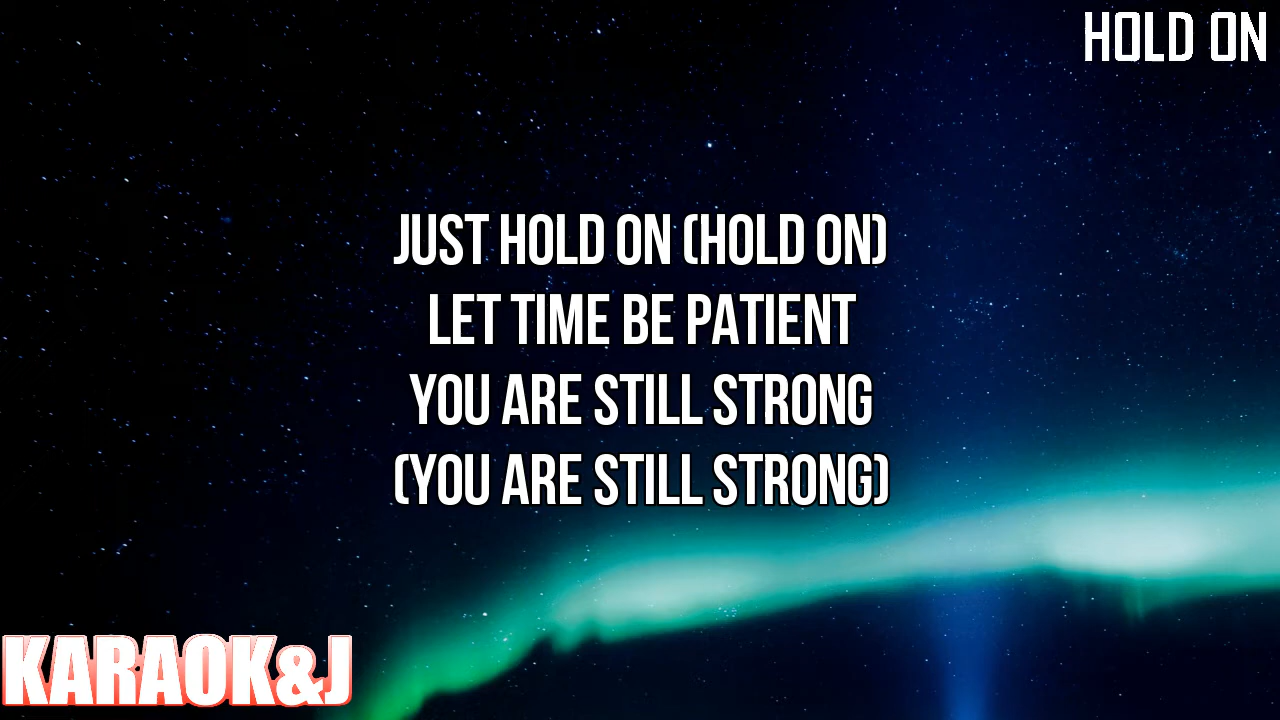 HOLD ON
JUST HOLD ON (HOLD ON)
LET TIME BE PATIENT
YOU ARE STILL STRONG
(YOU ARE STILL STRONG)
KARAOK&J